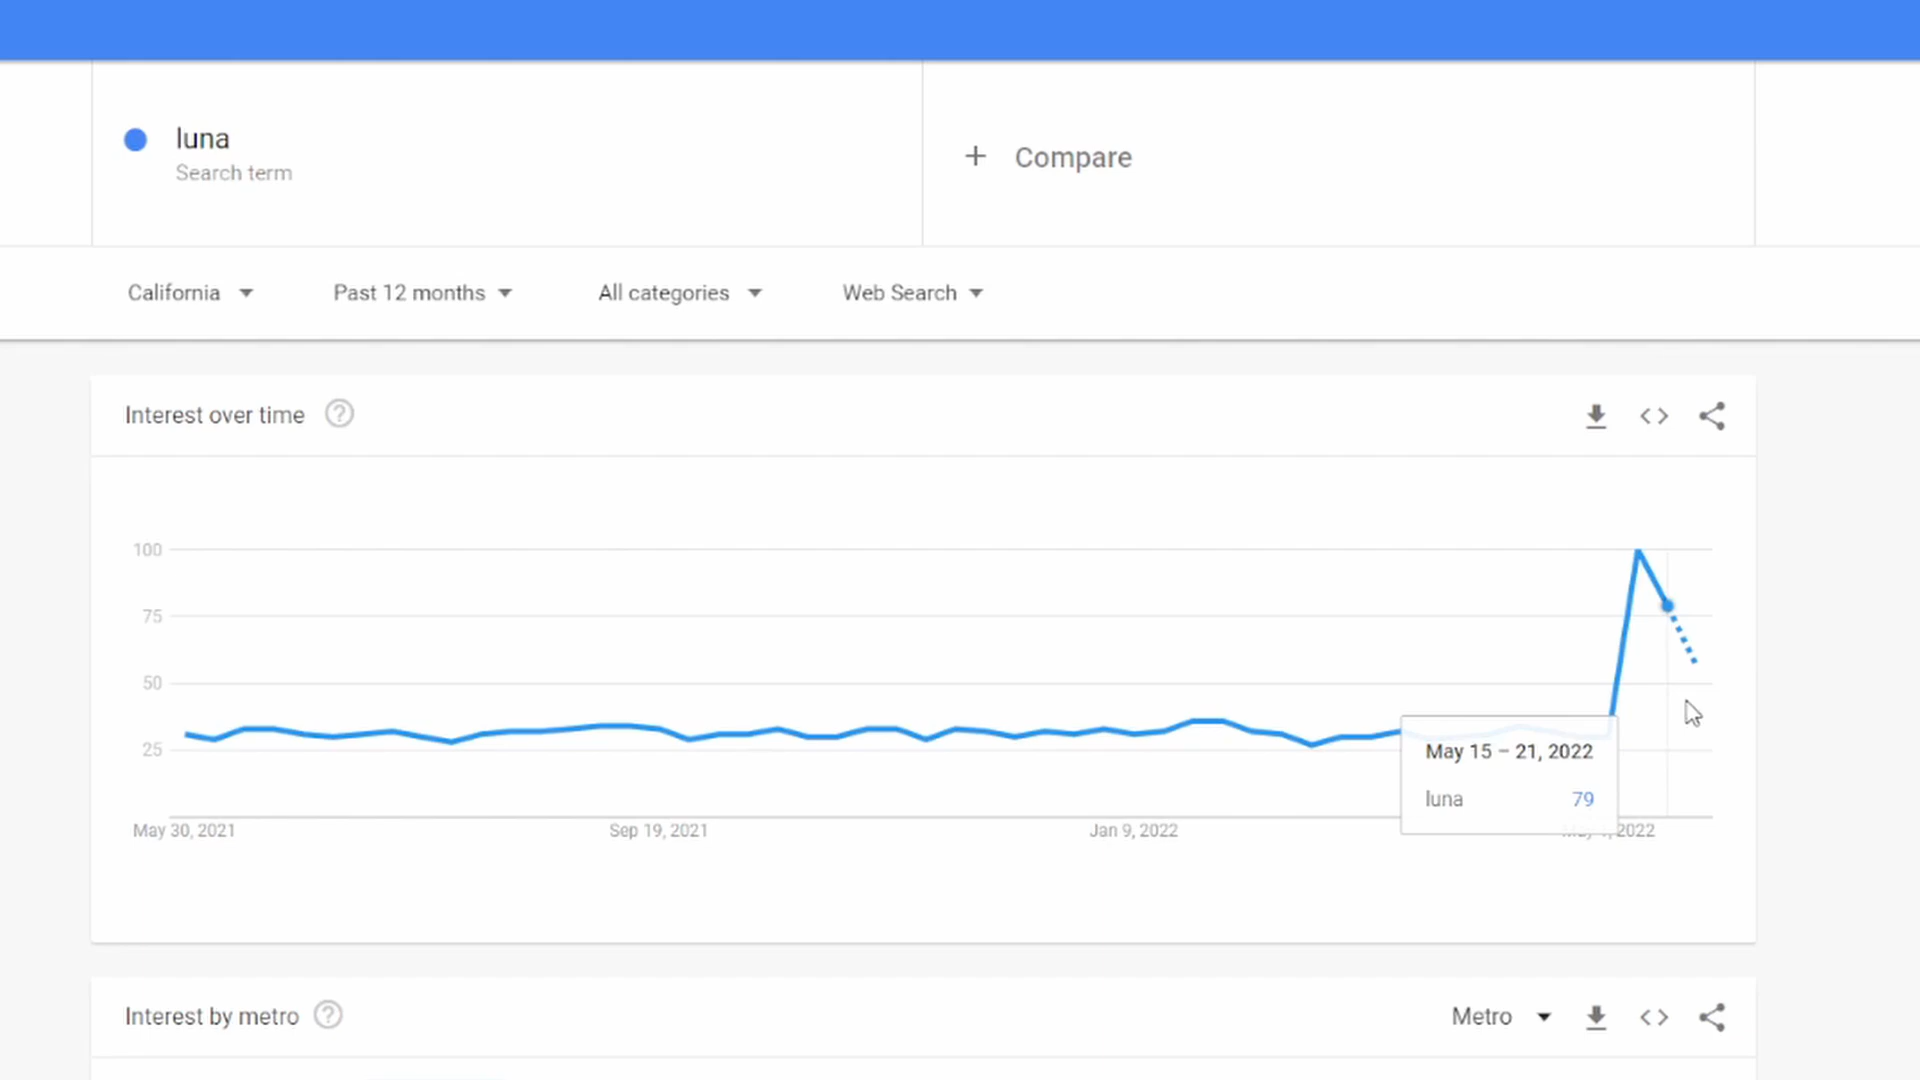 luna
Search term
+ Compare
California
Past 12 months
All categories
Web Search
Interest over time
100
75
50
25
May 15 – 21, 2022
luna 79
May 30, 2021
Sep 19, 2021
Jan 9, 2022
2022
Interest by metro
Metro